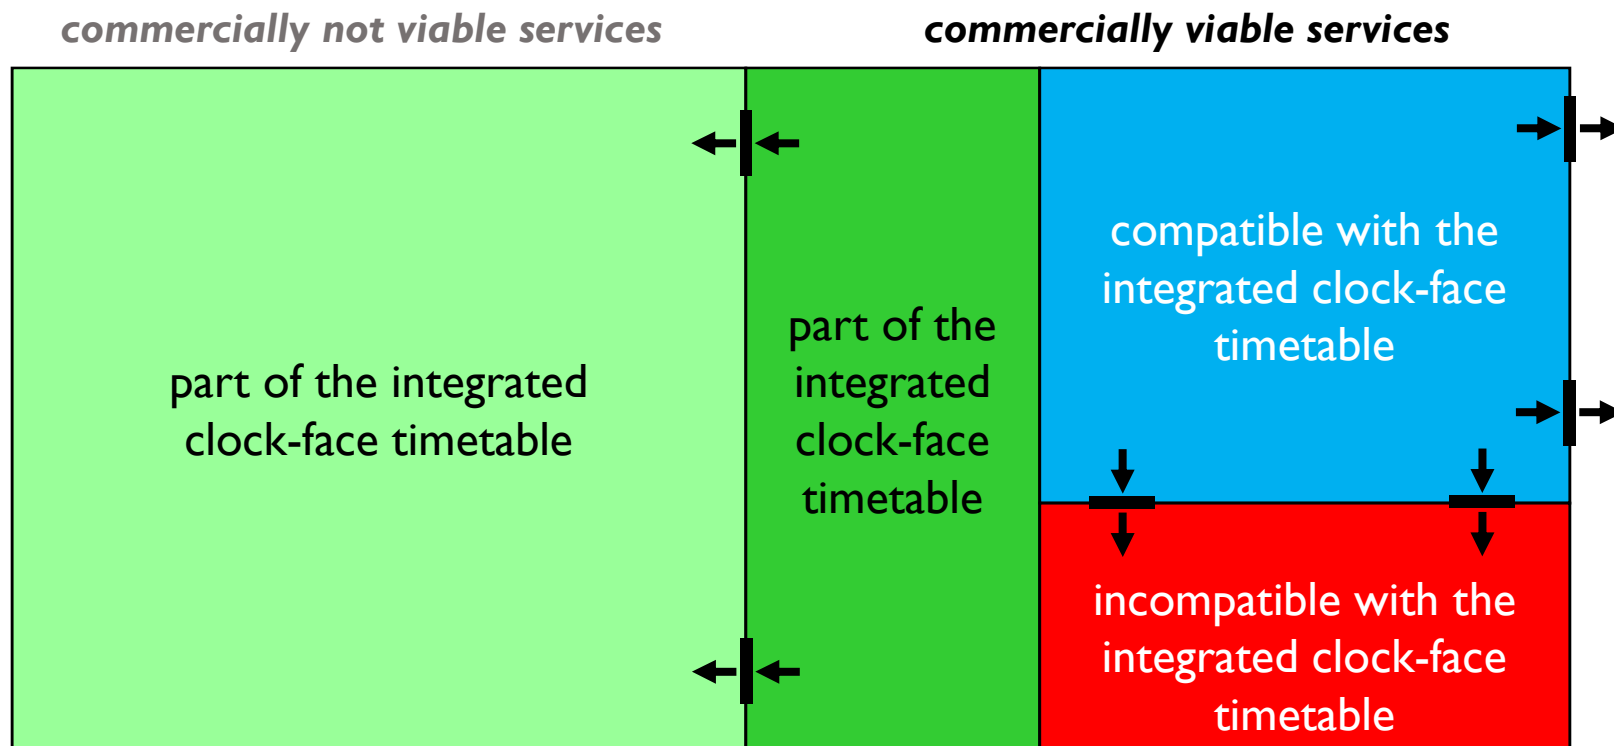 commercially not viable services
commercially viable services
part of the integrated
clock-face timetable
part of the
integrated
clock-face
timetable
compatible with the
integrated clock-face
timetable
incompatible with the
integrated clock-face
timetable